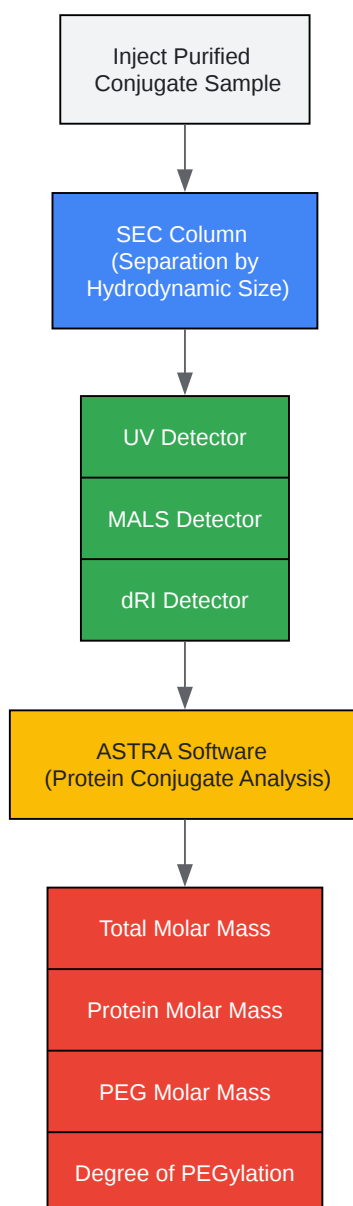 Inject Purified
Conjugate Sample
SEC Column
(Separation by
Hydrodynamic Size)
UV Detector
MALS Detector
dRI Detector
ASTRA Software
(Protein Conjugate Analysis)
Total Molar Mass
Protein Molar Mass
PEG Molar Mass
Degree of PEGylation